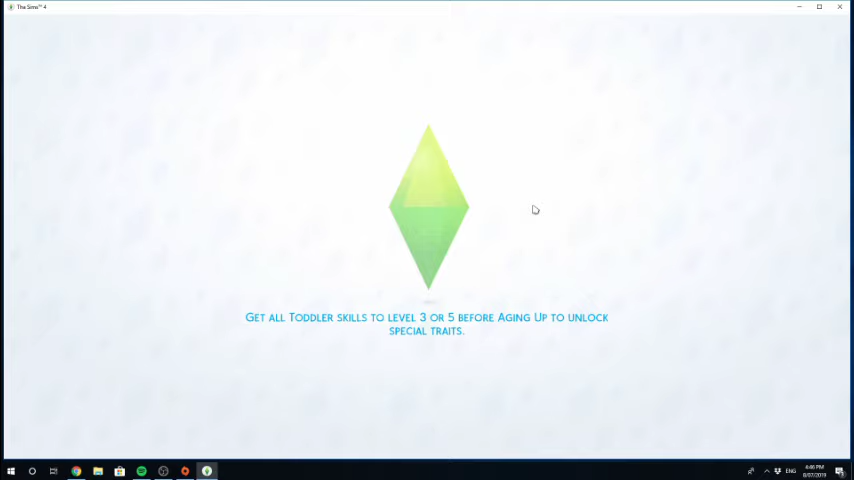 The Sims™ 4
Get all Toddler skills to level 3 or 5 before Aging Up to unlock
special traits.
ENG
4:46 PM
8/07/2019